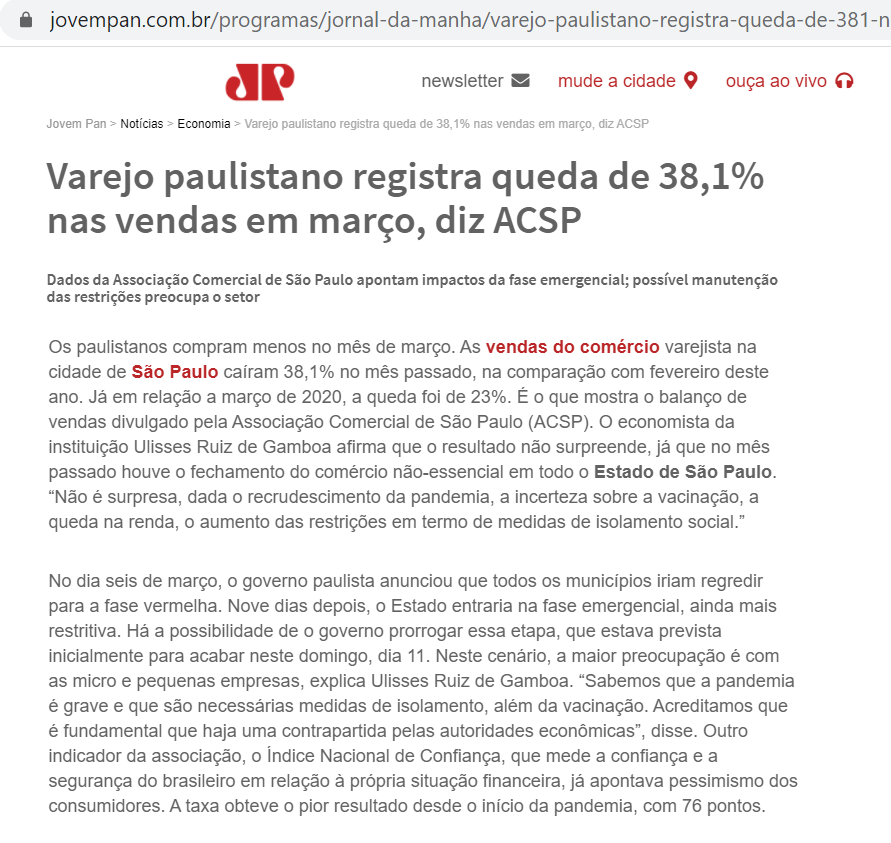 jovempan.com.br/programas/jornal-da-manha/varejo-paulistano-registra-queda-de-381-n
JP
newsletter mude a cidade ouça ao vivo
Jovem Pan > Notícias > Economia > Varejo paulistano registra queda de 38,1% nas vendas em março, diz ACSP
Varejo paulistano registra queda de 38,1%
nas vendas em março, diz ACSP
Dados da Associação Comercial de São Paulo apontam impactos da fase emergencial; possível manutenção
das restrições preocupa o setor
Os paulistanos compram menos no mês de março. As vendas do comércio varejista na
cidade de São Paulo caíram 38,1% no mês passado, na comparação com fevereiro deste
ano. Já em relação a março de 2020, a queda foi de 23%. É o que mostra o balanço de
vendas divulgado pela Associação Comercial de São Paulo (ACSP). O economista da
instituição Ulisses Ruiz de Gamboa afirma que o resultado não surpreende, já que no mês
passado houve o fechamento do comércio não-essencial em todo o Estado de São Paulo.
“Não é surpresa, dada o recrudescimento da pandemia, a incerteza sobre a vacinação, a
queda na renda, o aumento das restrições em termo de medidas de isolamento social.”
No dia seis de março, o governo paulista anunciou que todos os municípios iriam regredir
para a fase vermelha. Nove dias depois, o Estado entraria na fase emergencial, ainda mais
restritiva. Há a possibilidade de o governo prorrogar essa etapa, que estava prevista
inicialmente para acabar neste domingo, dia 11. Neste cenário, a maior preocupação é com
as micro e pequenas empresas, explica Ulisses Ruiz de Gamboa. “Sabemos que a pandemia
é grave e que são necessárias medidas de isolamento, além da vacinação. Acreditamos que
é fundamental que haja uma contrapartida pelas autoridades econômicas”, disse. Outro
indicador da associação, o Índice Nacional de Confiança, que mede a confiança e a
segurança do brasileiro em relação à própria situação financeira, já apontava pessimismo dos
consumidores. A taxa obteve o pior resultado desde o início da pandemia, com 76 pontos.